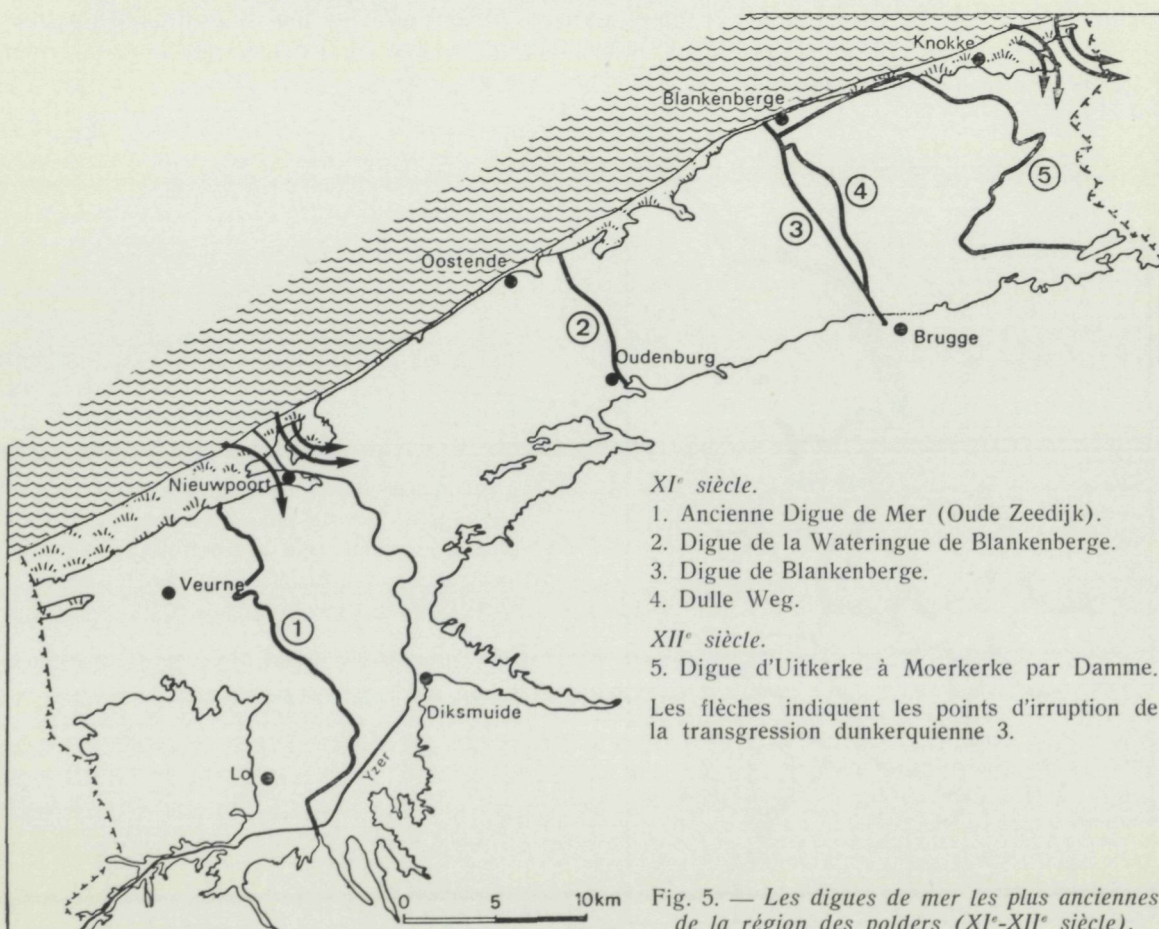 Knokke
Blankenberge
5
4
3
Oostende
2
Oudenburg
Brugge
Nieuwpoort
Veurne
1
Diksmuide
Lo
Yzer
0 5 10km
XIe siècle.
1. Ancienne Digue de Mer (Oude Zeedijk).
2. Digue de la Wateringue de Blankenberge.
3. Digue de Blankenberge.
4. Dulle Weg.
XIIe siècle.
5. Digue d'Uitkerke à Moerkerke par Damme.
Les flèches indiquent les points d'irruption de
la transgression dunkerquienne 3.
Fig. 5. — Les digues de mer les plus anciennes
de la région des polders (XIe-XIIe siècle).